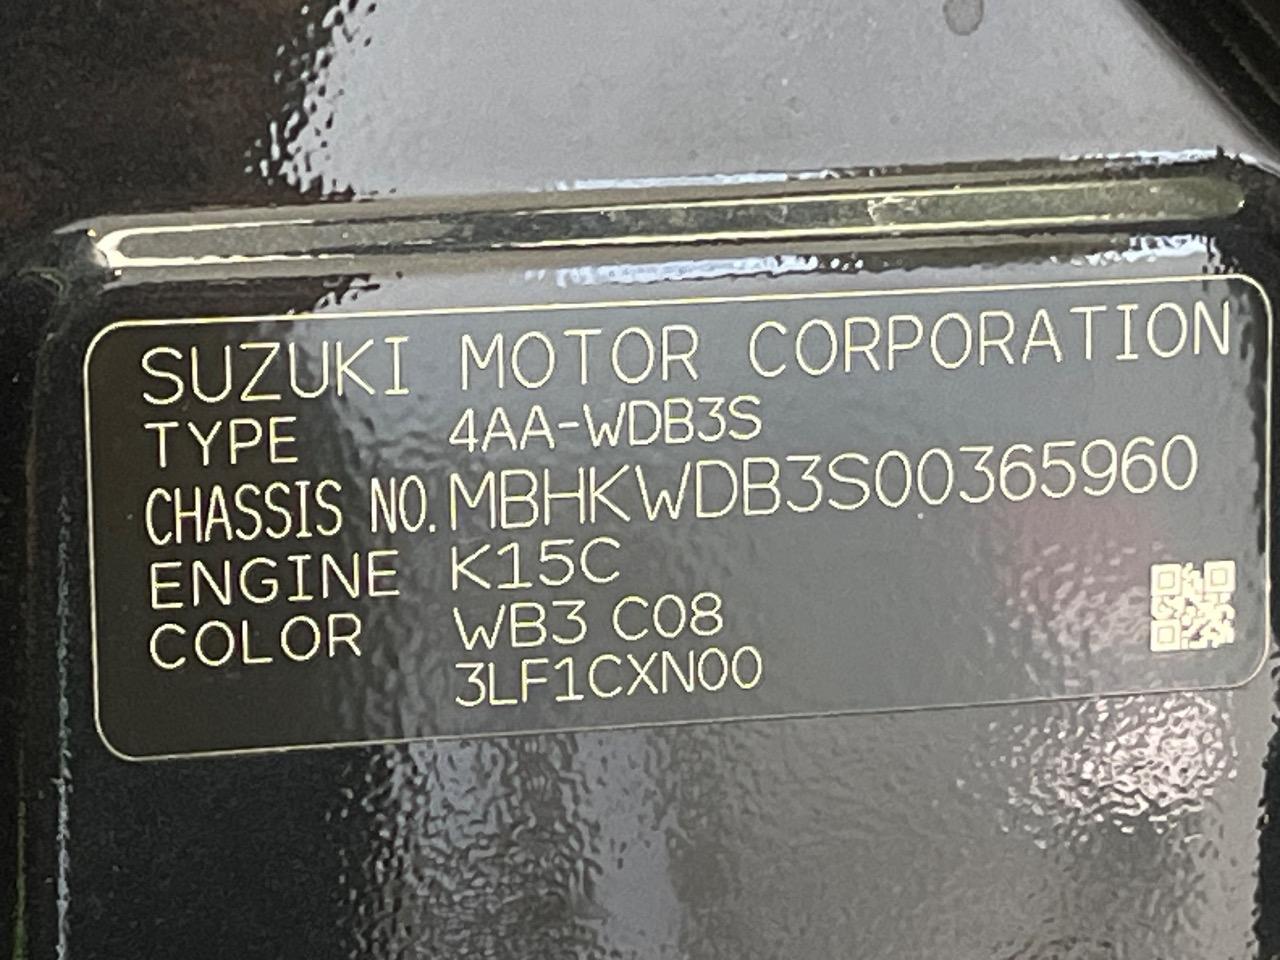 SUZUKI MOTOR CORPORATION
TYPE 4AA-WDB3S
CHASSIS NO. MBHKWDB3S00365960
ENGINE K15C
COLOR WB3 C08
3LF1CXN00